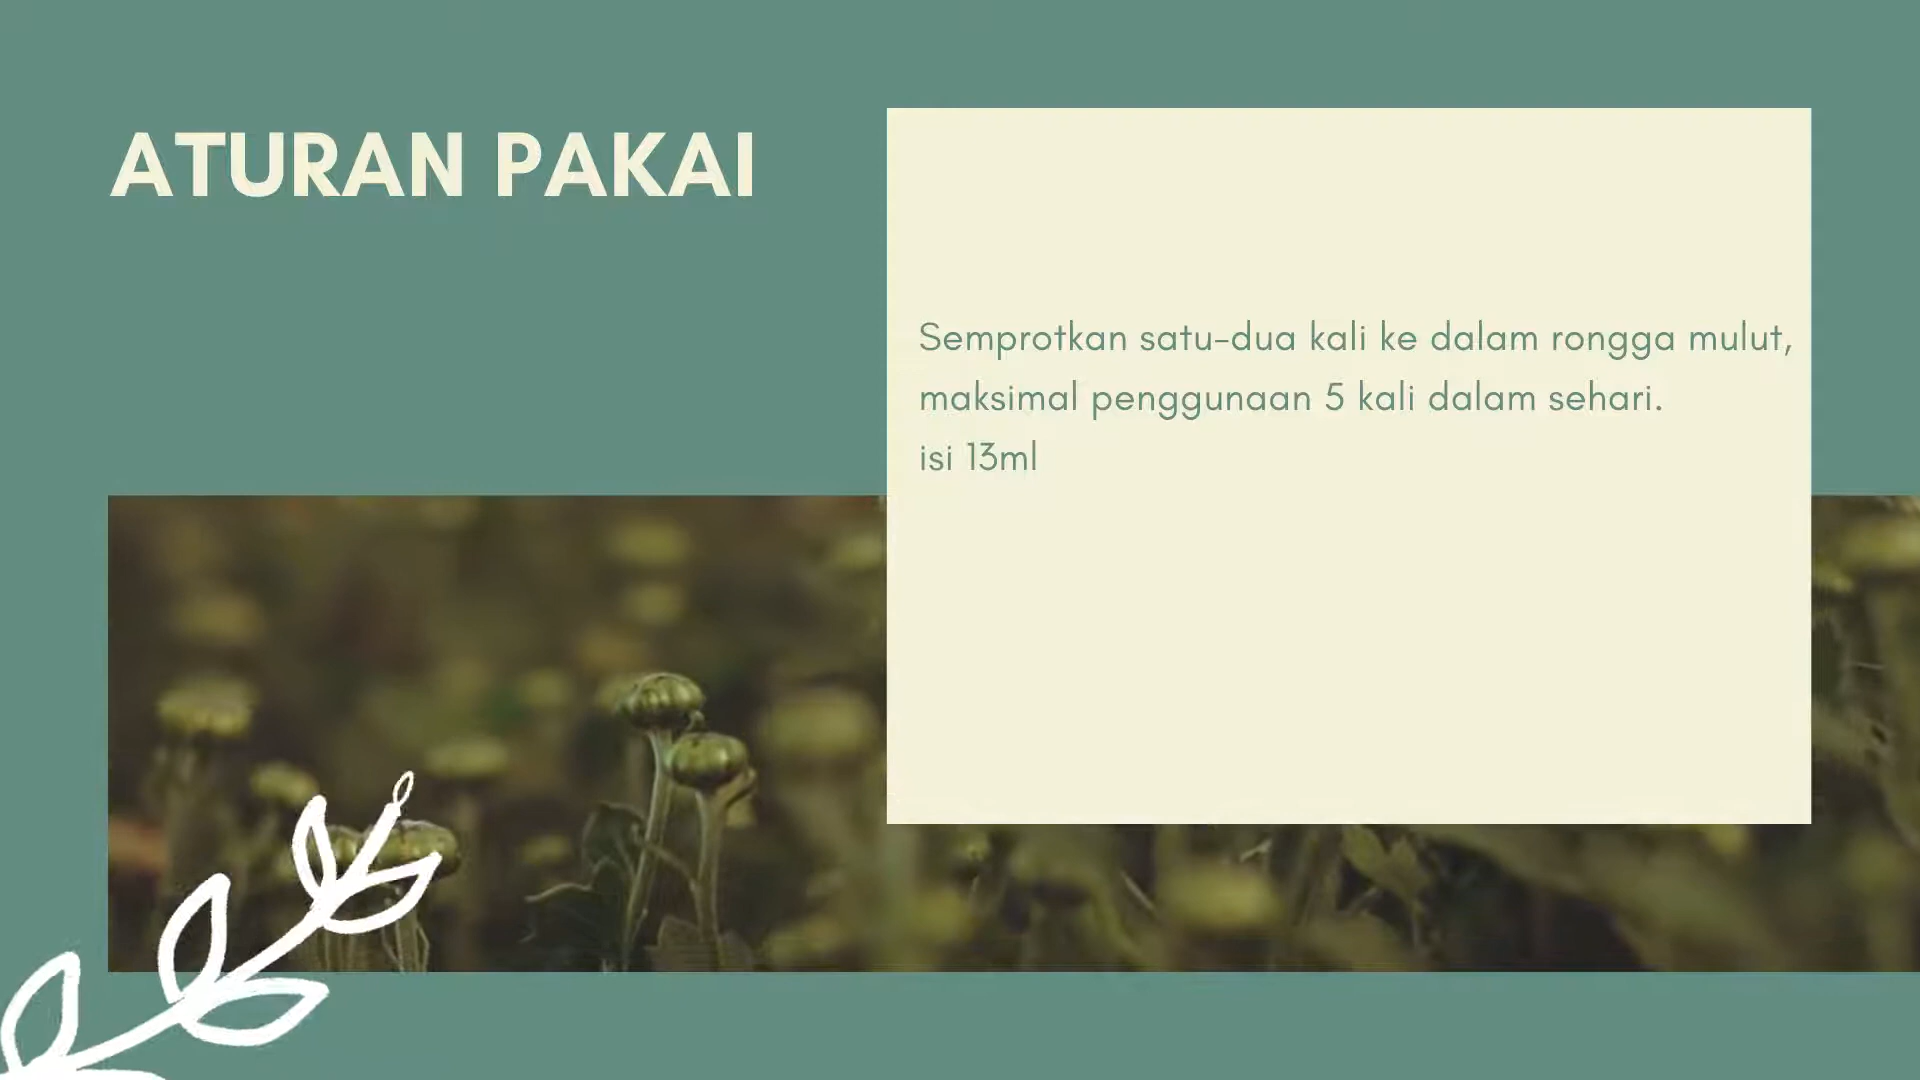 ATURAN PAKAI
Semprotkan satu-dua kali ke dalam rongga mulut,
maksimal penggunaan 5 kali dalam sehari.
isi 13ml